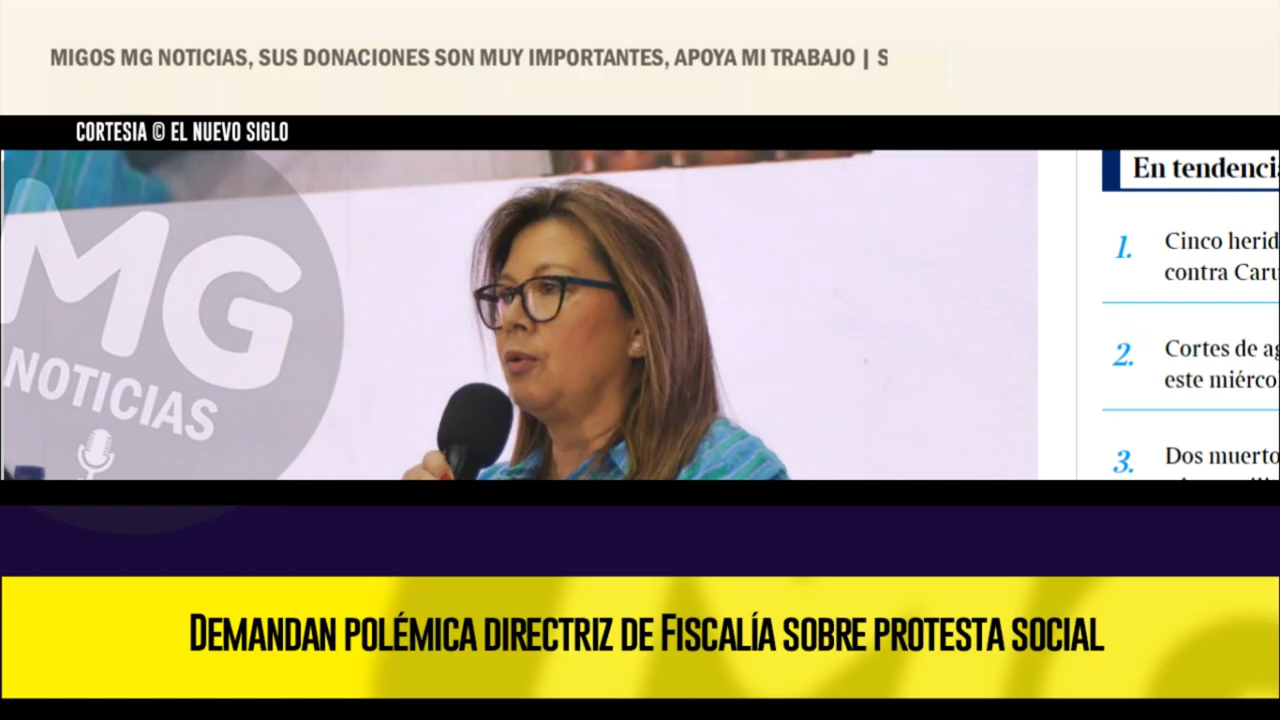 MIGOS MG NOTICIAS, SUS DONACIONES SON MUY IMPORTANTES, APOYA MI TRABAJO | S
CORTESIA © EL NUEVO SIGLO
MG
NOTICIAS
En tendenci
1. Cinco herid
contra Caru
2. Cortes de ag
este miérco
3. Dos muerto
DEMANDAN POLÉMICA DIRECTRIZ DE FISCALÍA SOBRE PROTESTA SOCIAL